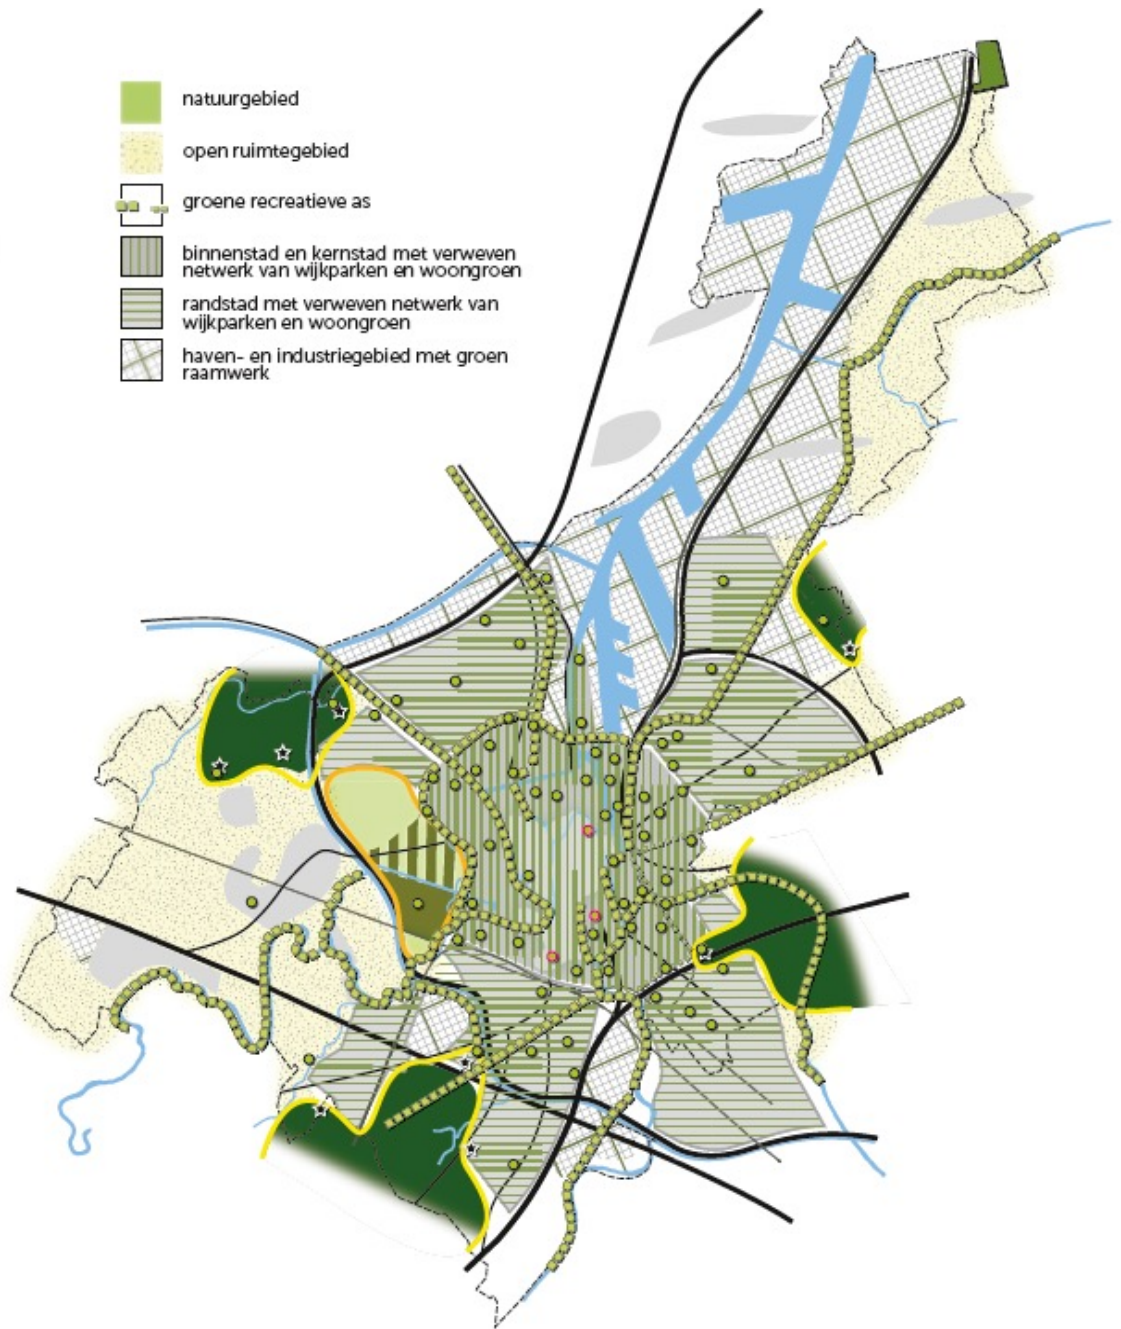 natuurgebied
open ruimtegebied
groene recreatieve as
binnenstad en kernstad met verweven
netwerk van wijkparken en woongroen
randstad met verweven netwerk van
wijkparken en woongroen
haven- en industriegebied met groen
raamwerk